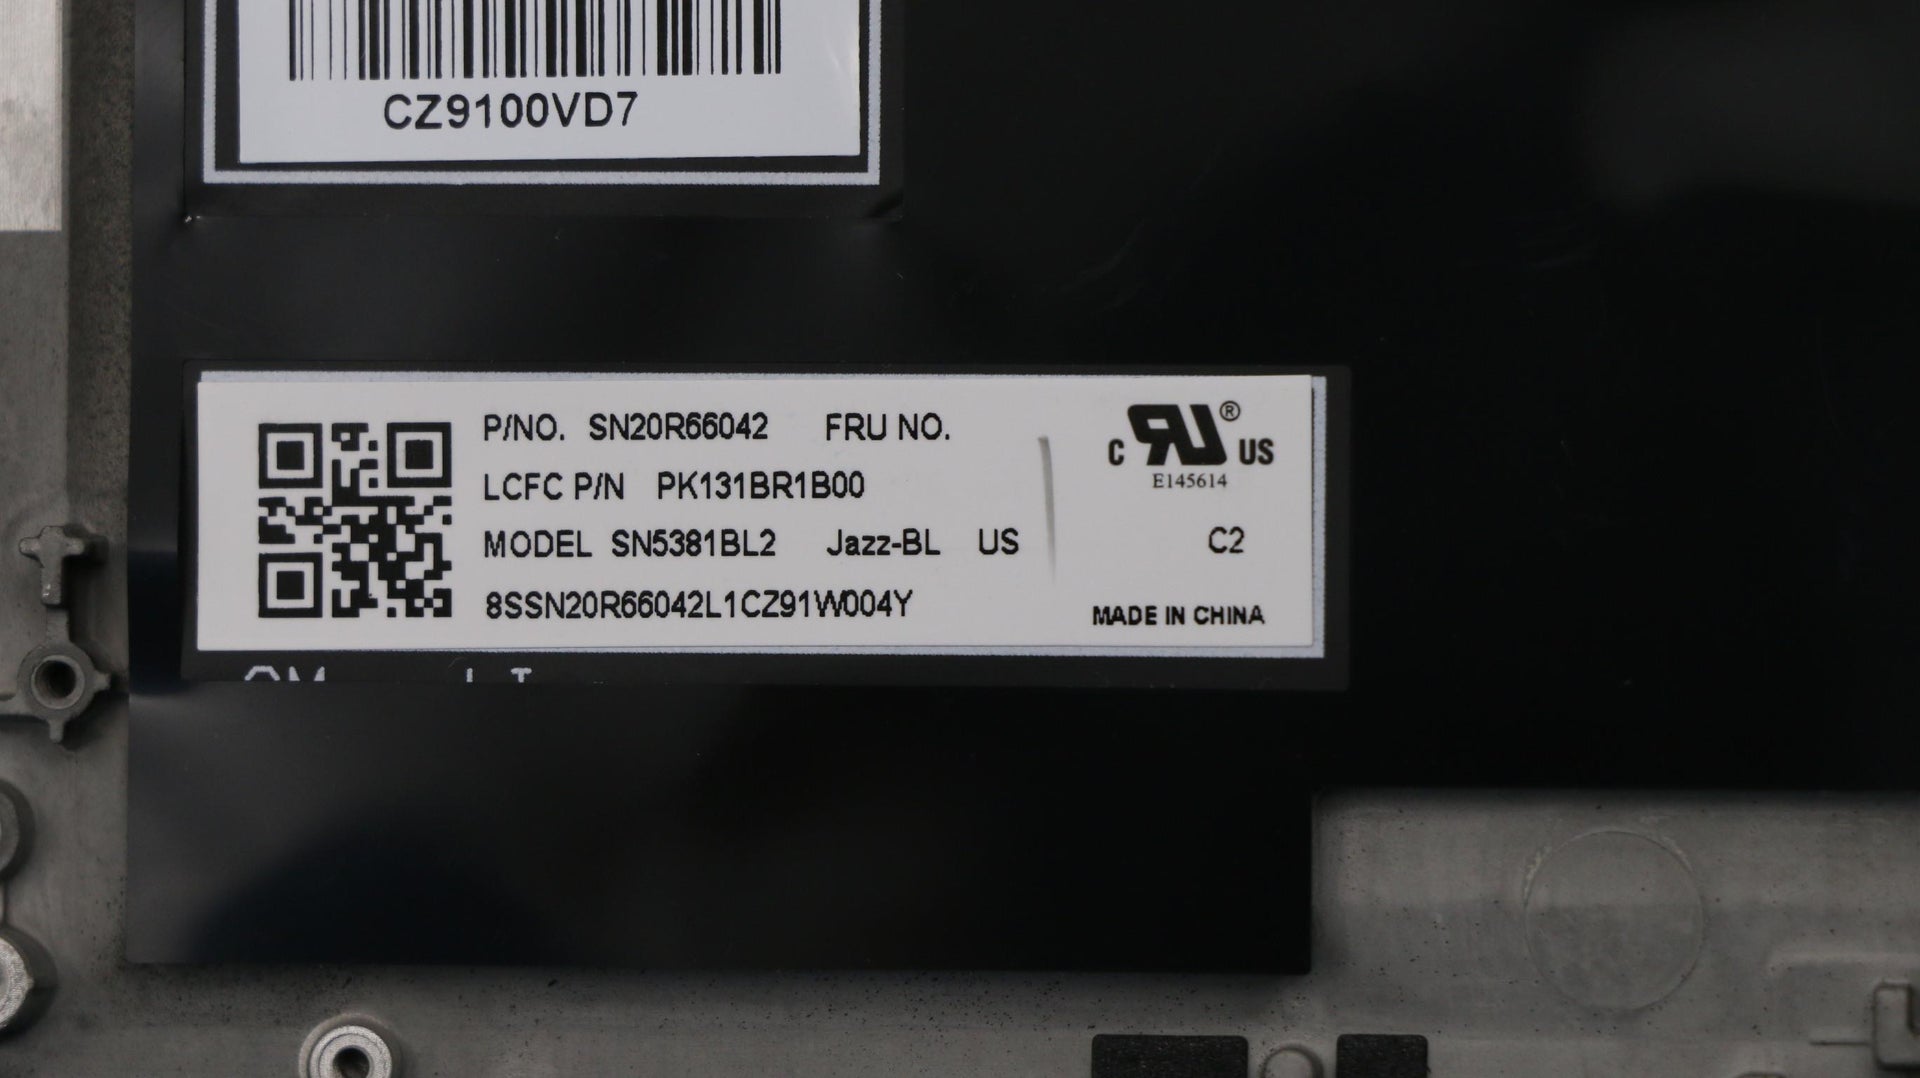 CZ9100VD7
P/NO. SN20R66042 FRU NO.
LCFC P/N PK131BR1B00
MODEL SN5381BL2 Jazz-BL US
8SSN20R66042L1CZ91W004Y
c RU ® US
E145614
C2
MADE IN CHINA